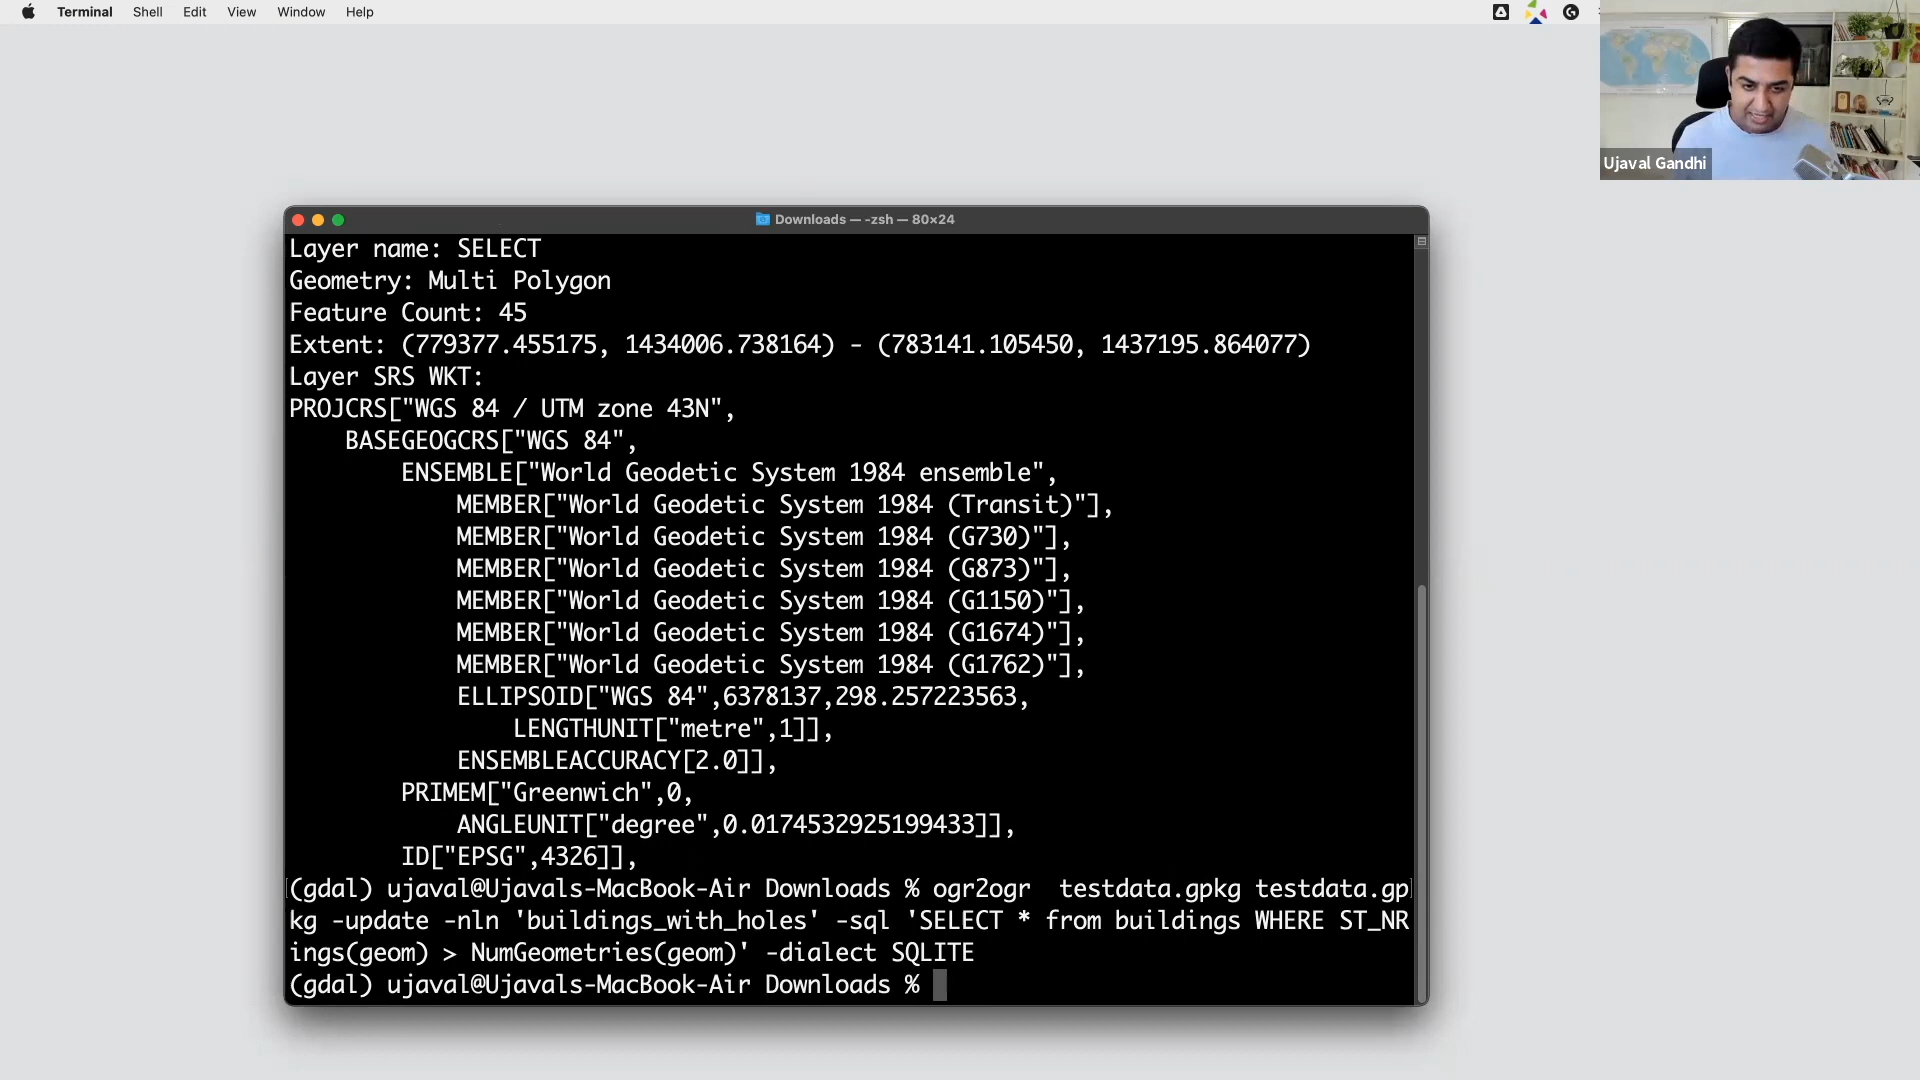 Terminal Shell Edit View Window Help
Ujaval Gandhi
Downloads — -zsh — 80×24
Layer name: SELECT
Geometry: Multi Polygon
Feature Count: 45
Extent: (779377.455175, 1434006.738164) - (783141.105450, 1437195.864077)
Layer SRS WKT:
PROJCRS["WGS 84 / UTM zone 43N",
    BASEGEOGCRS["WGS 84",
        ENSEMBLE["World Geodetic System 1984 ensemble",
            MEMBER["World Geodetic System 1984 (Transit)"],
            MEMBER["World Geodetic System 1984 (G730)"],
            MEMBER["World Geodetic System 1984 (G873)"],
            MEMBER["World Geodetic System 1984 (G1150)"],
            MEMBER["World Geodetic System 1984 (G1674)"],
            MEMBER["World Geodetic System 1984 (G1762)"],
            ELLIPSOID["WGS 84",6378137,298.257223563,
                LENGTHUNIT["metre",1]],
            ENSEMBLEACCURACY[2.0]],
        PRIMEM["Greenwich",0,
            ANGLEUNIT["degree",0.0174532925199433]],
        ID["EPSG",4326]],
(gdal) ujaval@Ujavals-MacBook-Air Downloads % ogr2ogr  testdata.gpkg testdata.gp
kg -update -nln 'buildings_with_holes' -sql 'SELECT * from buildings WHERE ST_NR
ings(geom) > NumGeometries(geom)' -dialect SQLITE
(gdal) ujaval@Ujavals-MacBook-Air Downloads %